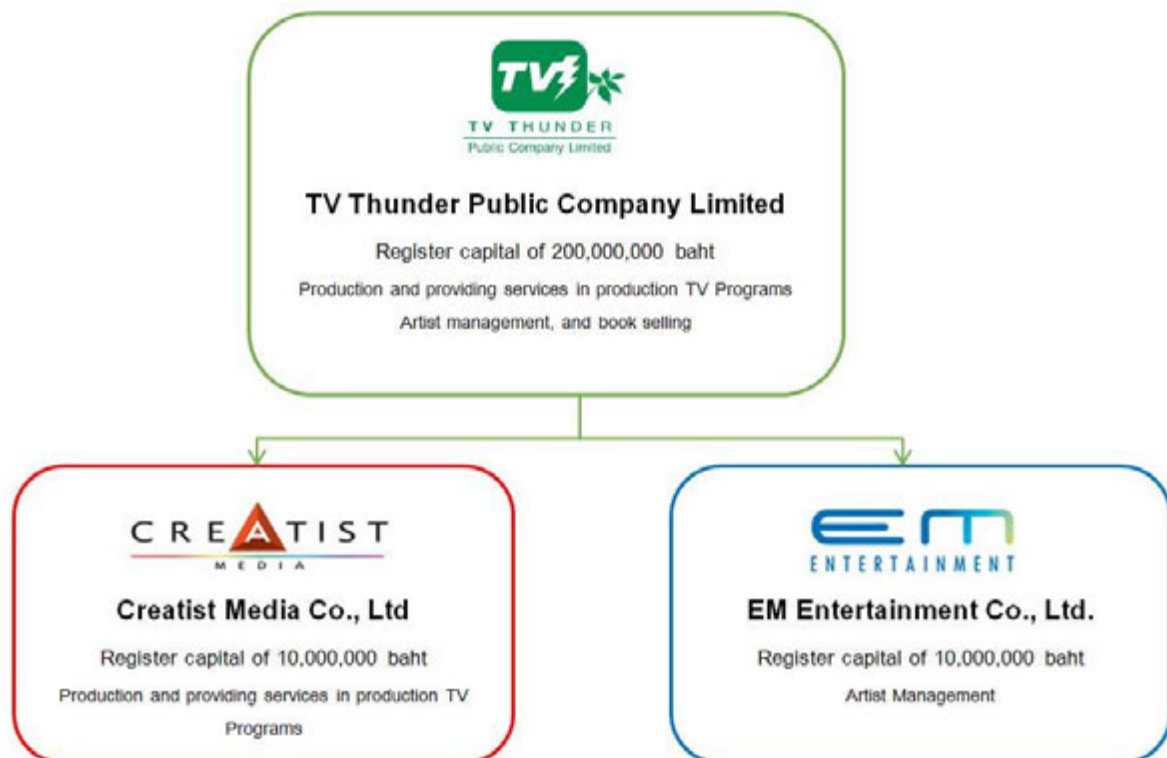 TV
TV THUNDER
Public Company Limited
TV Thunder Public Company Limited
Register capital of 200,000,000 baht
Production and providing services in production TV Programs
Artist management, and book selling
CREATIST
MEDIA
Creatist Media Co., Ltd
Register capital of 10,000,000 baht
Production and providing services in production TV
Programs
EM
ENTERTAINMENT
EM Entertainment Co., Ltd.
Register capital of 10,000,000 baht
Artist Management